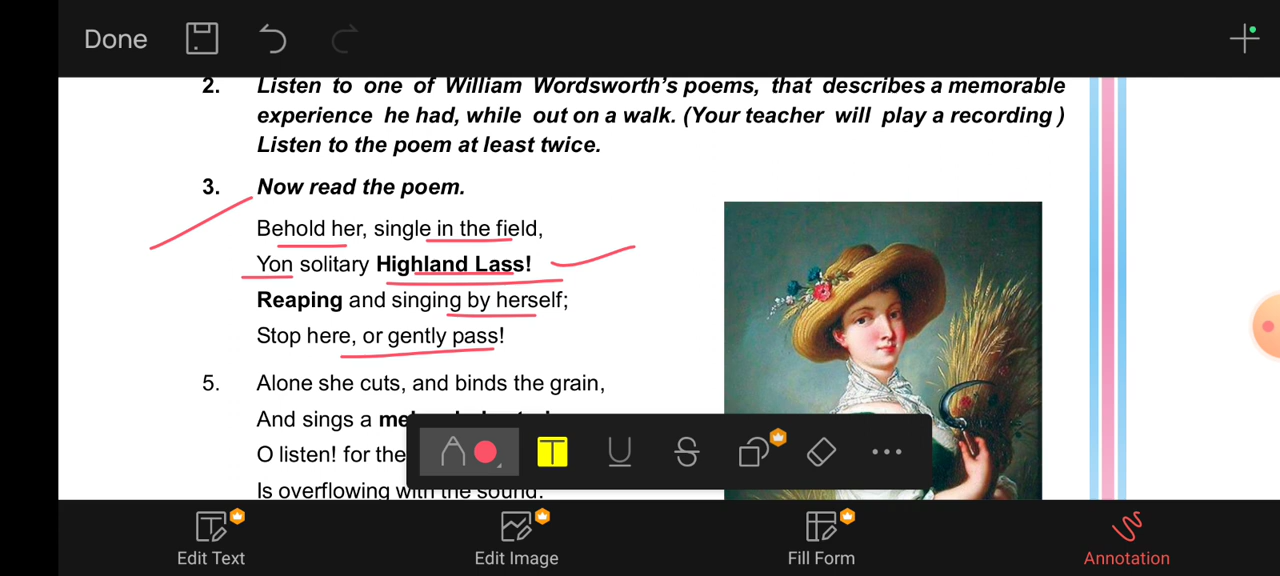 Done
2. Listen to one of William Wordsworth's poems, that describes a memorable
experience he had, while out on a walk. (Your teacher will play a recording )
Listen to the poem at least twice.
3. Now read the poem.
Behold her, single in the field,
Yon solitary Highland Lass!
Reaping and singing by herself;
Stop here, or gently pass!
5. Alone she cuts, and binds the grain,
And sings a
O listen! for the
Is overflowing with the sound.
Edit Text
Edit Image
Fill Form
Annotation